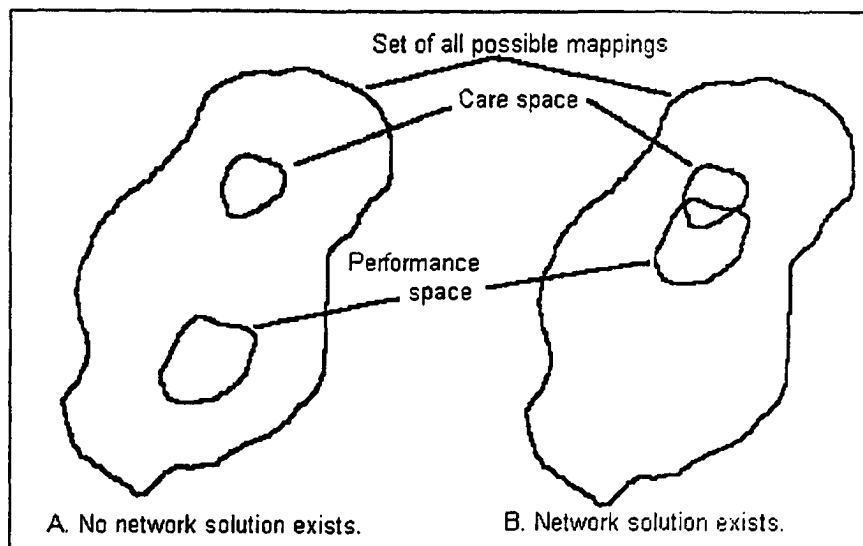 Set of all possible mappings
Care space
Performance
space
A. No network solution exists.
B. Network solution exists.